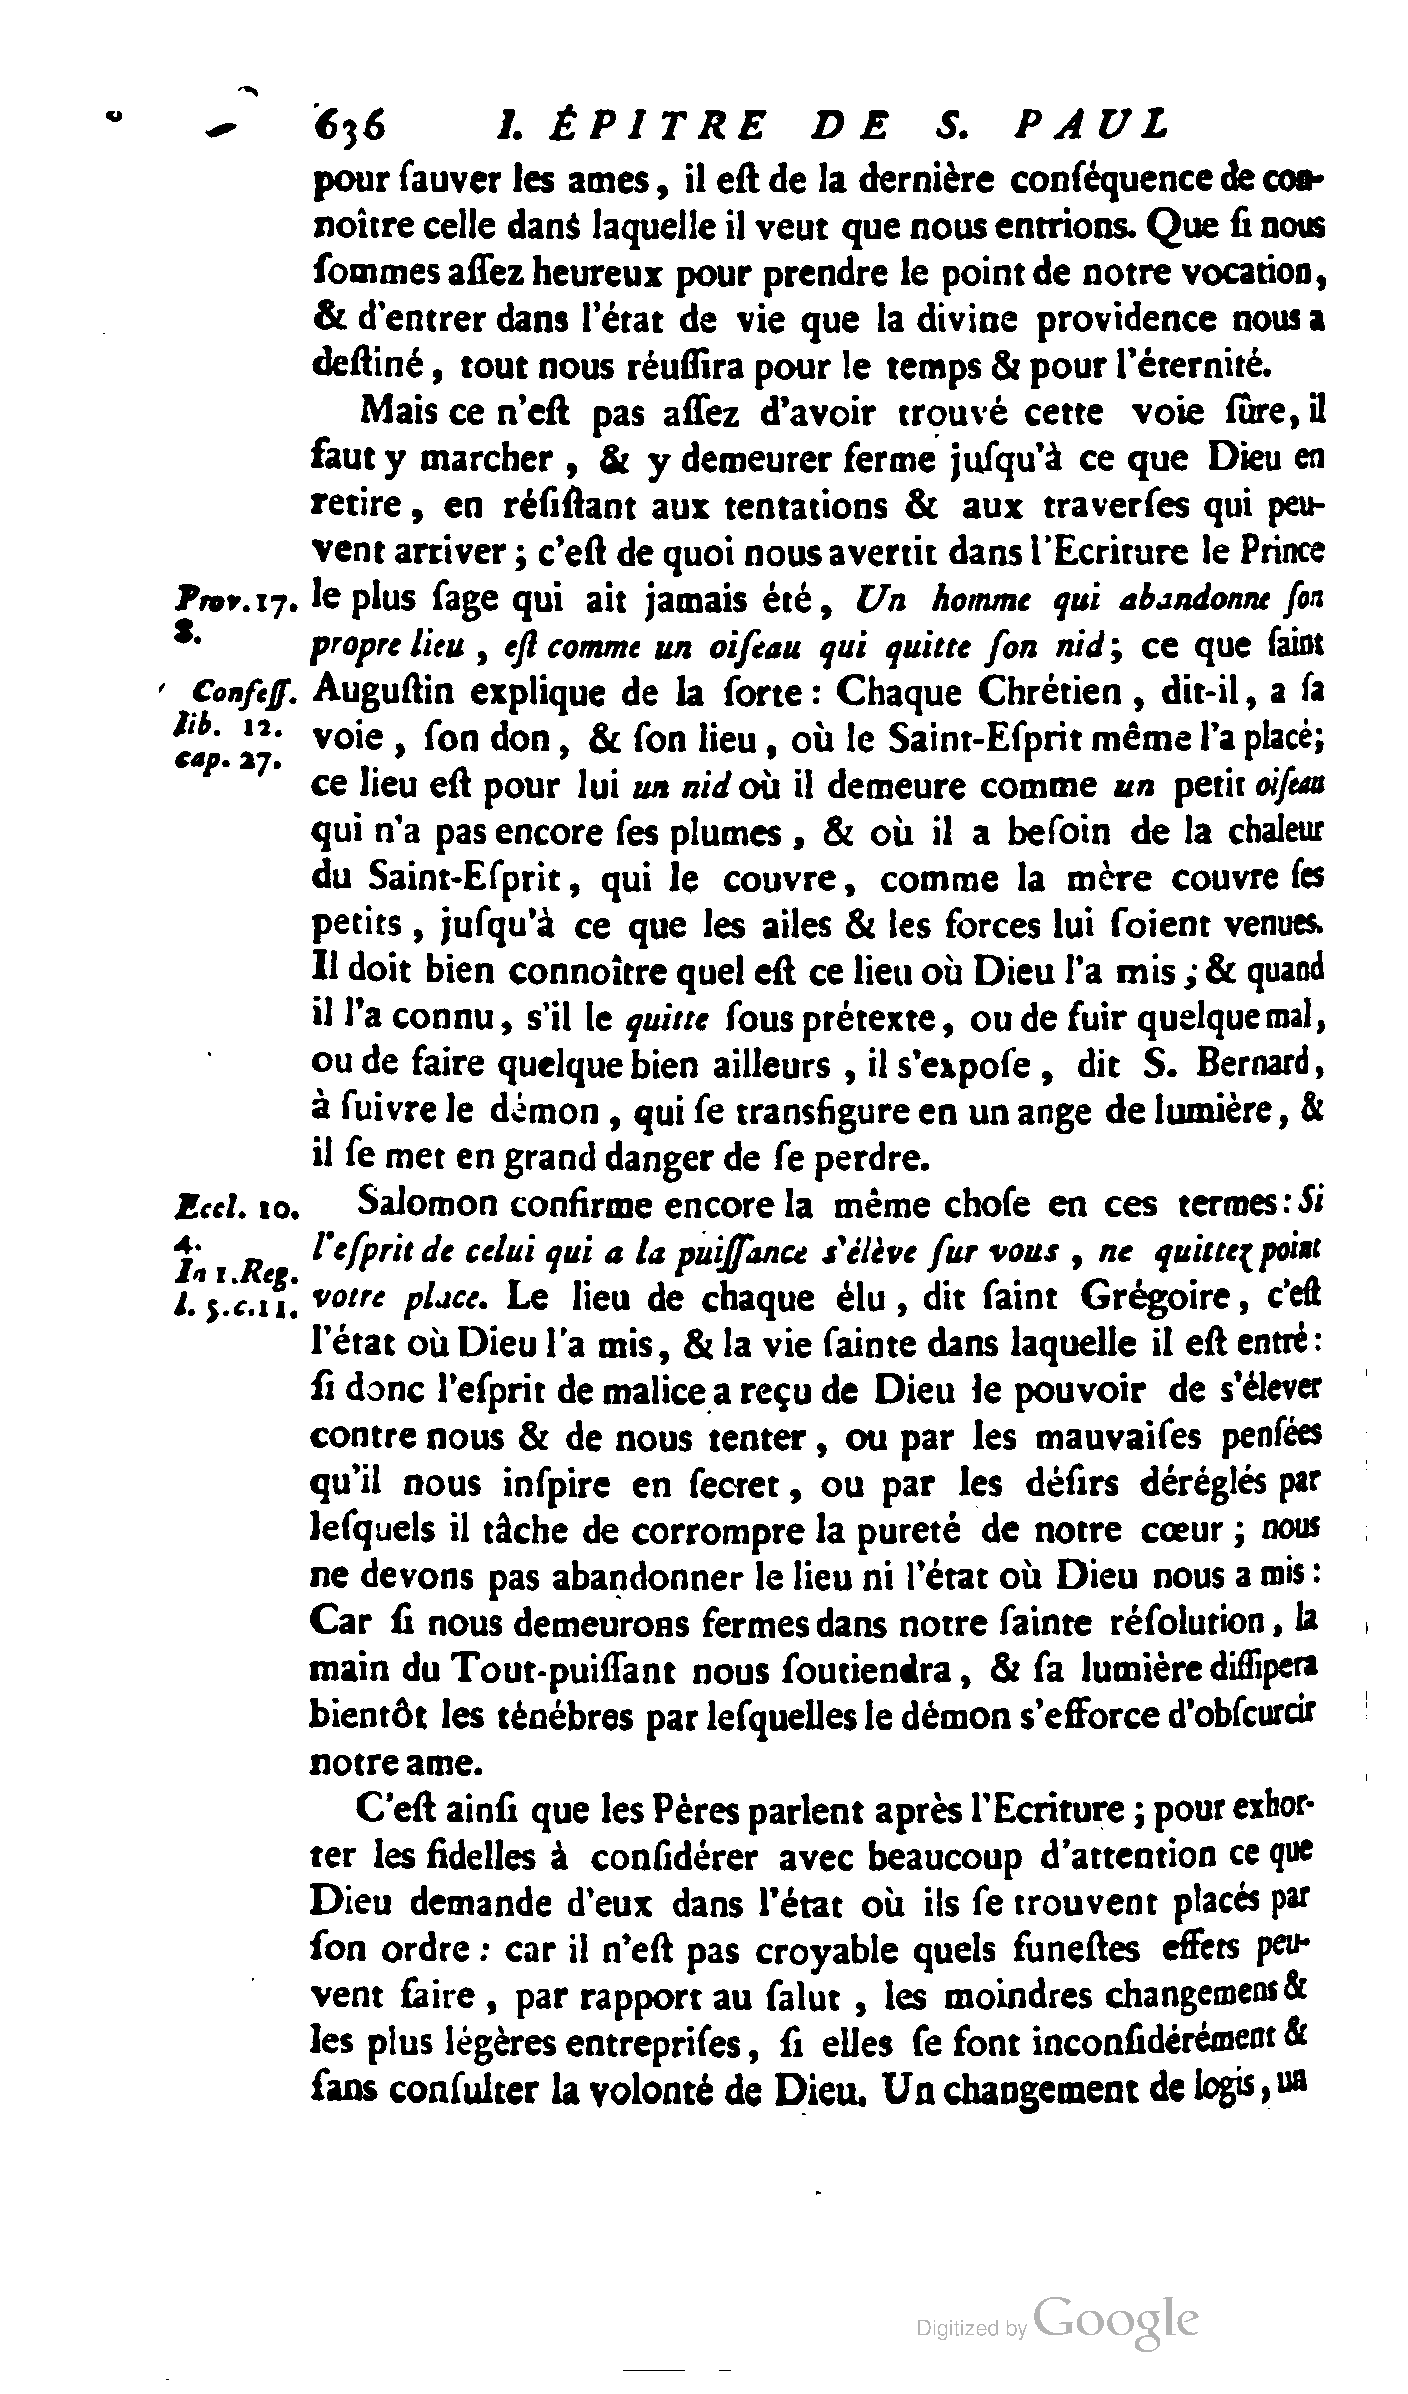 636 I. ÉPITRE DE S. PAUL
pour ſauver les ames, il eſt de la dernière conſéquence de con-
noître celle dans laquelle il veut que nous entrions. Que ſi nous
ſommes aſſez heureux pour prendre le point de notre vocation,
& d'entrer dans l'état de vie que la divine providence nous a
deſtiné, tout nous réuſſira pour le temps & pour l'éternité.
Mais ce n'eſt pas aſſez d'avoir trouvé cette voie ſûre, il
faut y marcher, & y demeurer ferme juſqu'à ce que Dieu en
retire, en réſiſtant aux tentations & aux traverſes qui peu-
vent arriver; c'eſt de quoi nous avertit dans l'Ecriture le Prince
Prov. 17. le plus ſage qui ait jamais été, Un homme qui abandonne ſon
8. propre lieu, eſt comme un oiſeau qui quitte ſon nid; ce que ſaint
Confeſſ. Auguſtin explique de la ſorte: Chaque Chrétien, dit-il, a ſa
lib. 12. voie, ſon don, & ſon lieu, où le Saint-Eſprit même l'a placé;
cap. 27.
ce lieu eſt pour lui un nid où il demeure comme un petit oiſeau
qui n'a pas encore ſes plumes, & où il a beſoin de la chaleur
du Saint-Eſprit, qui le couvre, comme la mère couvre ſes
petits, juſqu'à ce que les ailes & les forces lui ſoient venues.
Il doit bien connoître quel eſt ce lieu où Dieu l'a mis; & quand
il l'a connu, s'il le quitte ſous prétexte, ou de fuir quelque mal,
ou de faire quelque bien ailleurs, il s'expoſe, dit S. Bernard,
à ſuivre le démon, qui ſe transfigure en un ange de lumière, &
il ſe met en grand danger de ſe perdre.
Eccl. 10. Salomon confirme encore la même choſe en ces termes: Si
4. l'eſprit de celui qui a la puiſſance s'élève ſur vous, ne quittez point
In 1. Reg.
l. 5. c. 11. votre place. Le lieu de chaque élu, dit ſaint Grégoire, c'eſt
l'état où Dieu l'a mis, & la vie ſainte dans laquelle il eſt entré:
ſi donc l'eſprit de malice a reçu de Dieu le pouvoir de s'élever
contre nous & de nous tenter, ou par les mauvaiſes penſées
qu'il nous inſpire en ſecret, ou par les déſirs déréglés par
leſquels il tâche de corrompre la pureté de notre cœur; nous
ne devons pas abandonner le lieu ni l'état où Dieu nous a mis:
Car ſi nous demeurons fermes dans notre ſainte réſolution, la
main du Tout-puiſſant nous ſoutiendra, & ſa lumière diſſipera
bientôt les ténébres par leſquelles le démon s'efforce d'obſcurcir
notre ame.
C'eſt ainſi que les Pères parlent après l'Ecriture; pour exhor-
ter les fidelles à conſidérer avec beaucoup d'attention ce que
Dieu demande d'eux dans l'état où ils ſe trouvent placés par
ſon ordre: car il n'eſt pas croyable quels funeſtes effets peu-
vent faire, par rapport au ſalut, les moindres changemens &
les plus légères entrepriſes, ſi elles ſe font inconſidérément &
ſans conſulter la volonté de Dieu. Un changement de logis, un
Digitized by Google